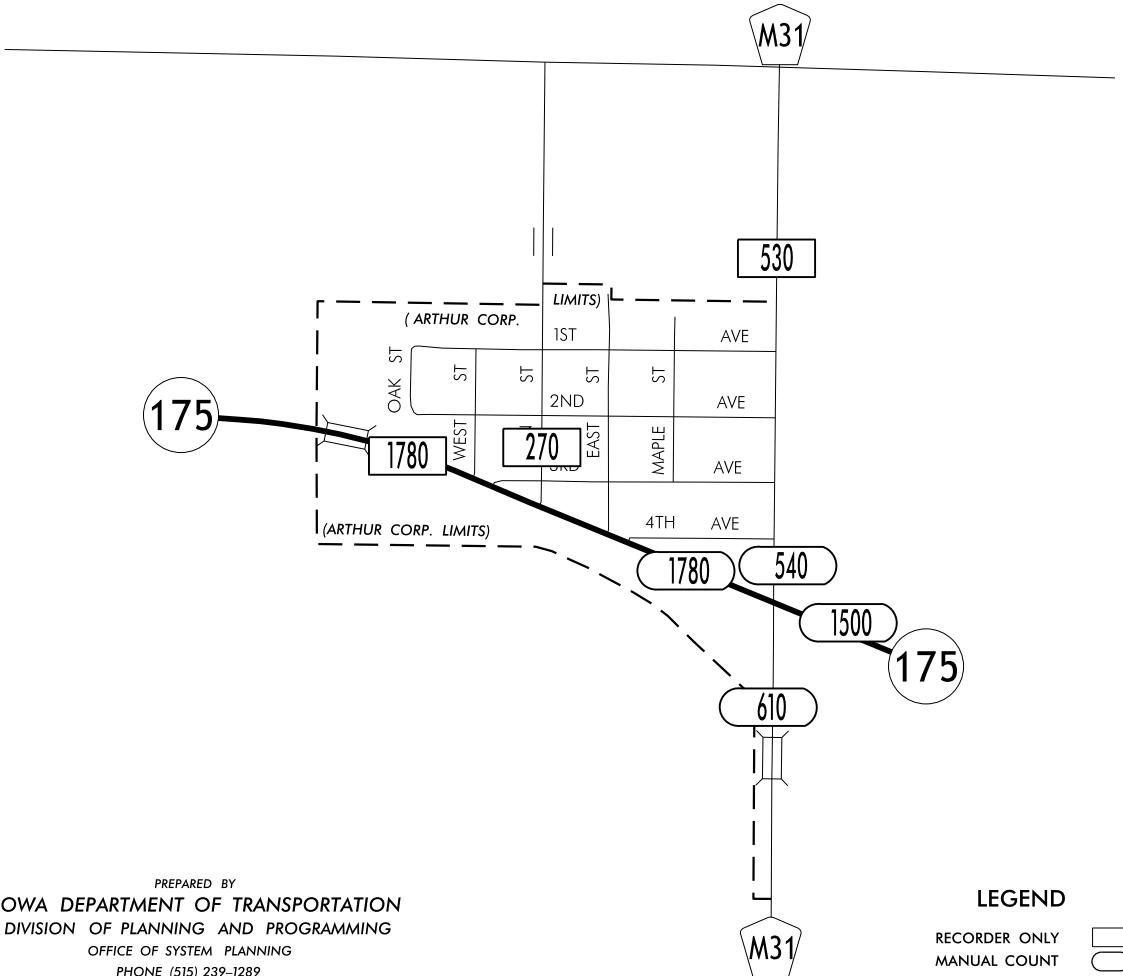 M31
530
LIMITS)
( ARTHUR CORP.
1ST AVE
OAK ST
WEST ST
ST
EAST ST
MAPLE ST
2ND AVE
175
1780
270
AVE
(ARTHUR CORP. LIMITS)
4TH AVE
1780
540
1500
175
610
M31
PREPARED BY
OWA DEPARTMENT OF TRANSPORTATION
DIVISION OF PLANNING AND PROGRAMMING
OFFICE OF SYSTEM PLANNING
PHONE (515) 239–1289
LEGEND
RECORDER ONLY
MANUAL COUNT